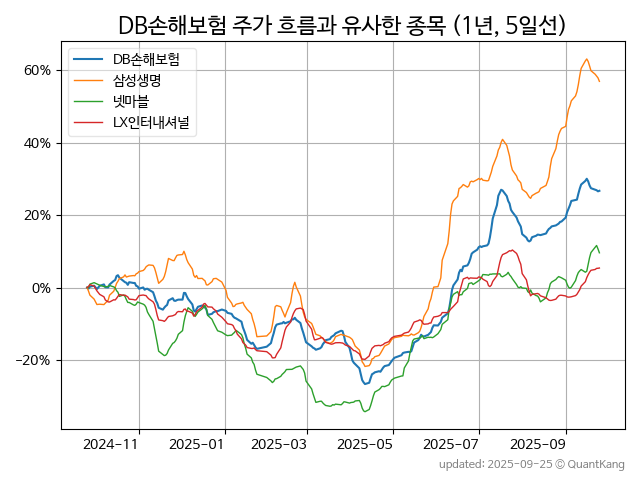 DB손해보험 주가 흐름과 유사한 종목 (1년, 5일선)
DB손해보험
삼성생명
넷마블
LX인터내셔널
60%
40%
20%
0%
−20%
2024−11
2025−01
2025−03
2025−05
2025−07
2025−09
updated: 2025-09-25 © QuantKang